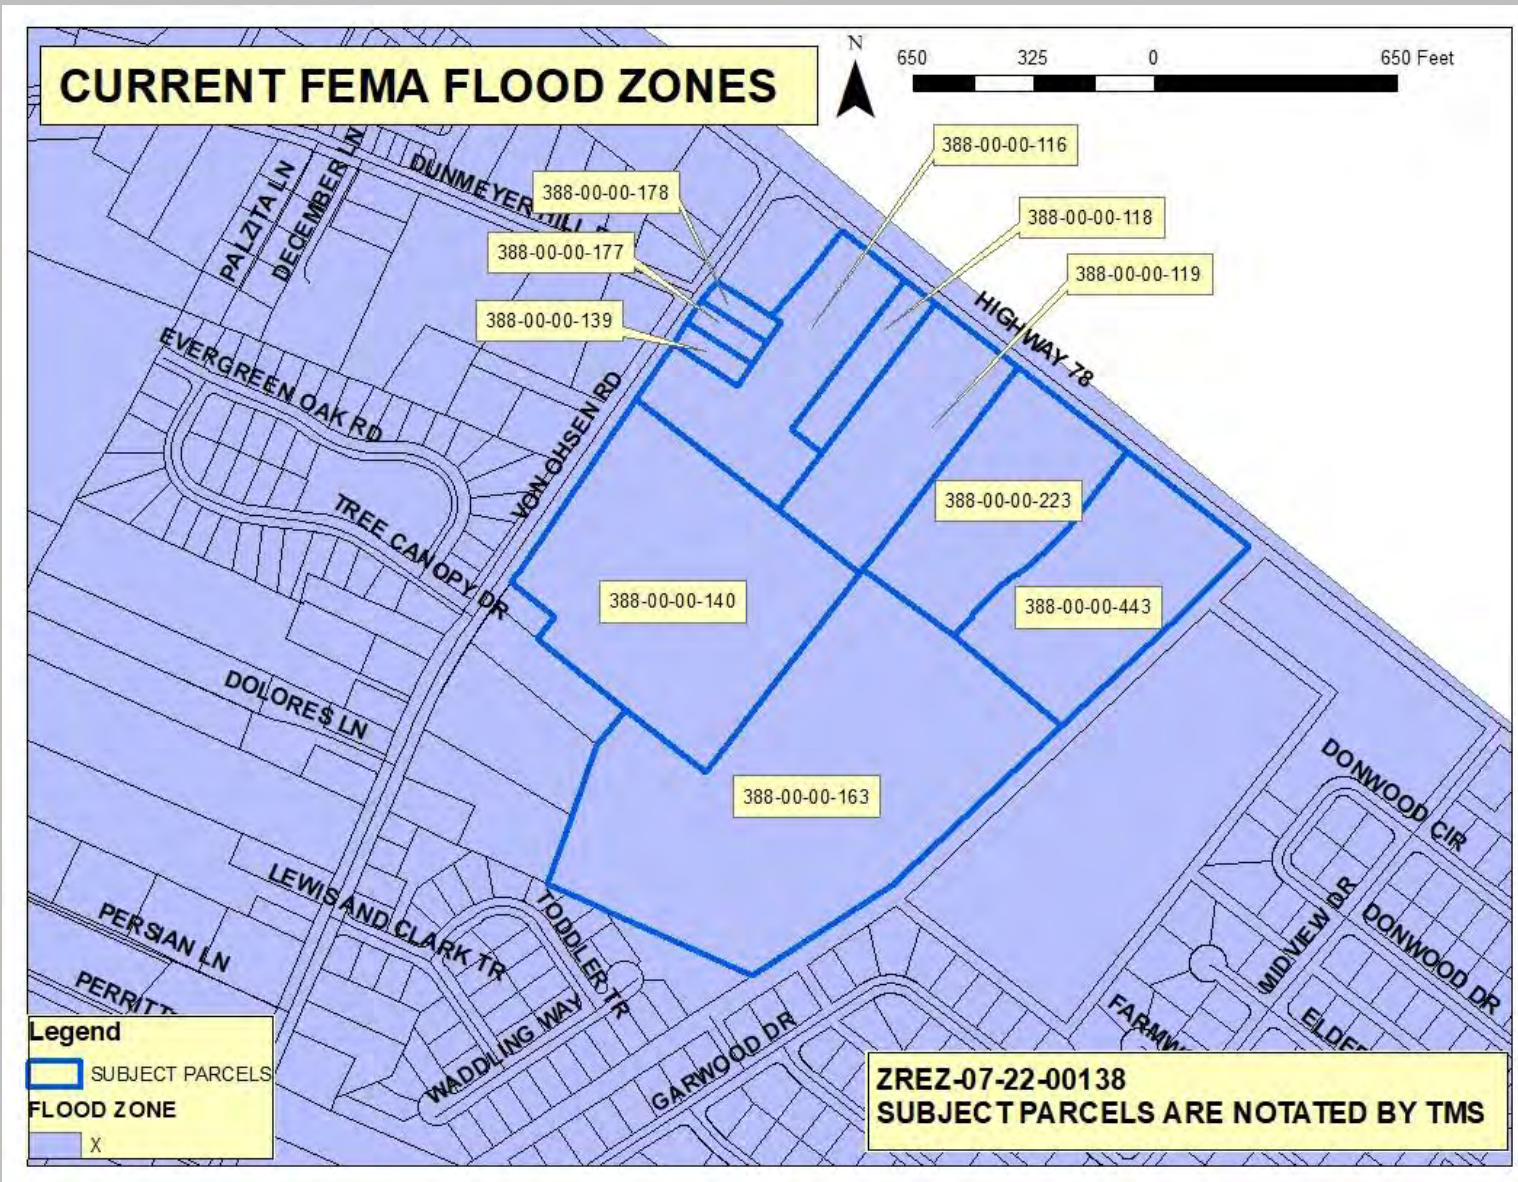 CURRENT FEMA FLOOD ZONES
N
650 325 0 650 Feet
388-00-00-116
388-00-00-178
388-00-00-118
388-00-00-177
388-00-00-119
388-00-00-139
DUNMEYER HILL
PALZITA LN
DECEMBER LN
HIGHWAY 78
EVERGREEN OAK RD
VON OHSEN RD
TREE CANOPY DR
388-00-00-223
388-00-00-140
388-00-00-443
DOLORES LN
388-00-00-163
DONWOOD CIR
LEWIS AND CLARK TR
TODDLER TR
MIDVIEW DR
DONWOOD DR
PERSIAN LN
PERRITT
WADDLING WAY
GARWOOD DR
FARMW
ELDER
Legend
SUBJECT PARCELS
FLOOD ZONE
X
ZREZ-07-22-00138
SUBJECT PARCELS ARE NOTATED BY TMS